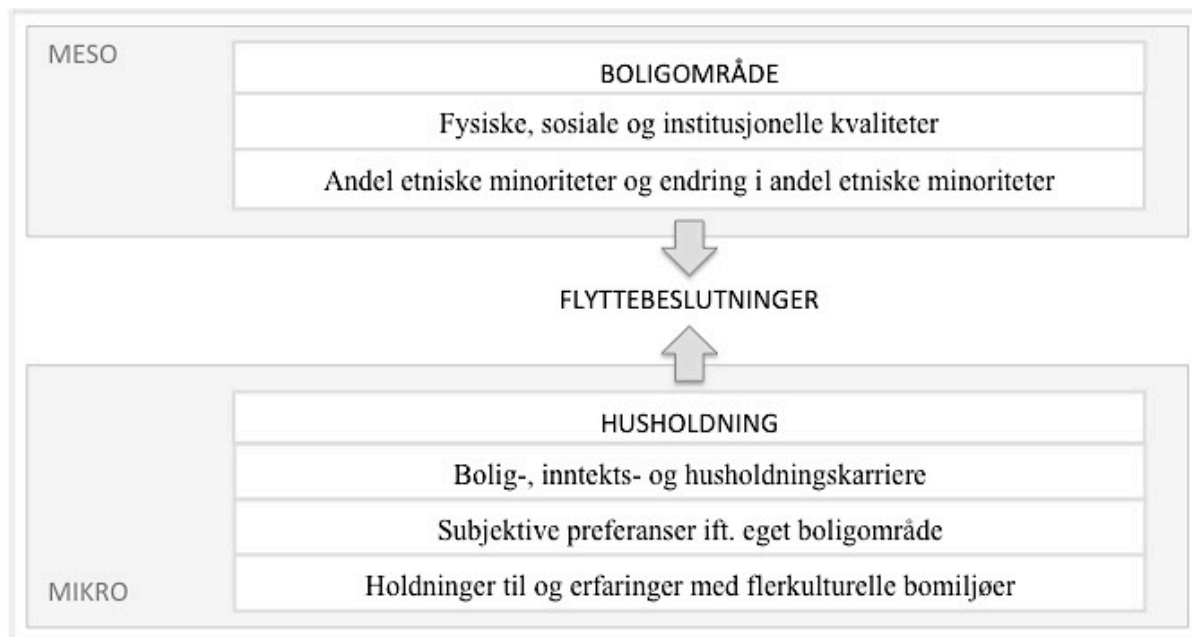 MESO
BOLIGOMRÅDE
Fysiske, sosiale og institusjonelle kvaliteter
Andel etniske minoriteter og endring i andel etniske minoriteter
FLYTTEBESLUTNINGER
HUSHOLDNING
Bolig-, inntekts- og husholdningskarriere
Subjektive preferanser ift. eget boligområde
Holdninger til og erfaringer med flerkulturelle bomiljøer
MIKRO